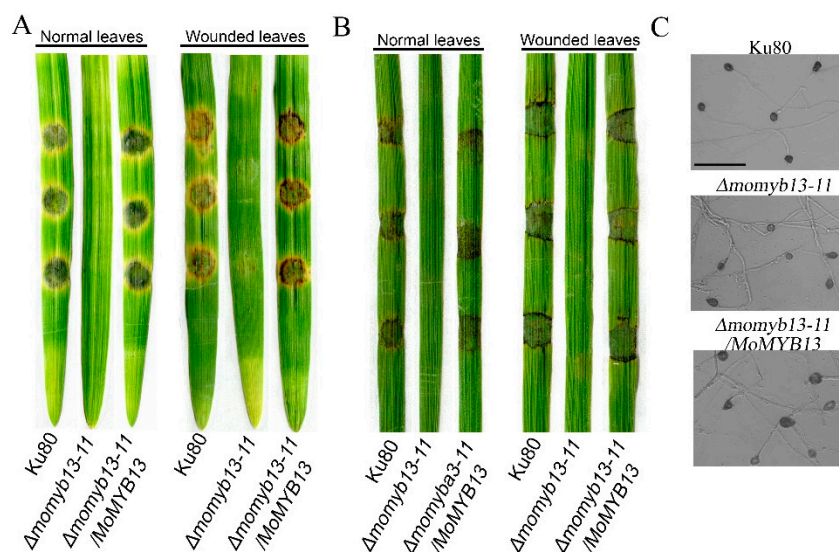 A
Normal leaves
Wounded leaves
Ku80
Δmomyb13-11
Δmomyb13-11
/MoMYB13
Ku80
Δmomyb13-11
Δmomyb13-11
/MoMYB13
B
Normal leaves
Wounded leaves
Ku80
Δmomyb13-11
Δmomyba3-11
/MoMYB13
Ku80
Δmomyb13-11
Δmomyb13-11
/MoMYB13
C
Ku80
Δmomyb13-11
Δmomyb13-11
/MoMYB13